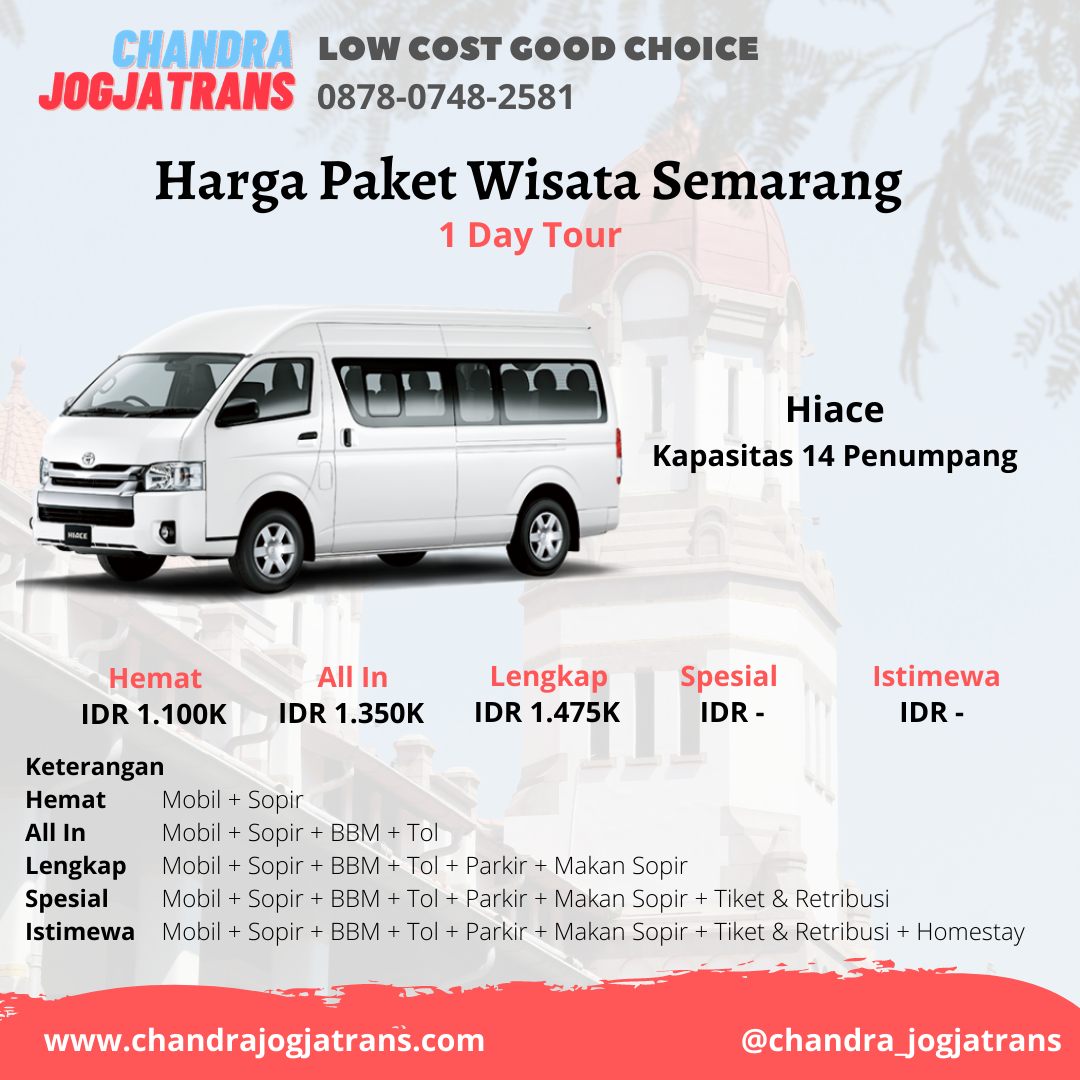 CHANDRA
JOGJATRANS
LOW COST GOOD CHOICE
0878-0748-2581
Harga Paket Wisata Semarang
1 Day Tour
HIACE
Hiace
Kapasitas 14 Penumpang
Hemat
IDR 1.100K
All In
IDR 1.350K
Lengkap
IDR 1.475K
Spesial
IDR -
Istimewa
IDR -
Keterangan
Hemat Mobil + Sopir
All In Mobil + Sopir + BBM + Tol
Lengkap Mobil + Sopir + BBM + Tol + Parkir + Makan Sopir
Spesial Mobil + Sopir + BBM + Tol + Parkir + Makan Sopir + Tiket & Retribusi
Istimewa Mobil + Sopir + BBM + Tol + Parkir + Makan Sopir + Tiket & Retribusi + Homestay
www.chandrajogjatrans.com
@chandra_jogjatrans